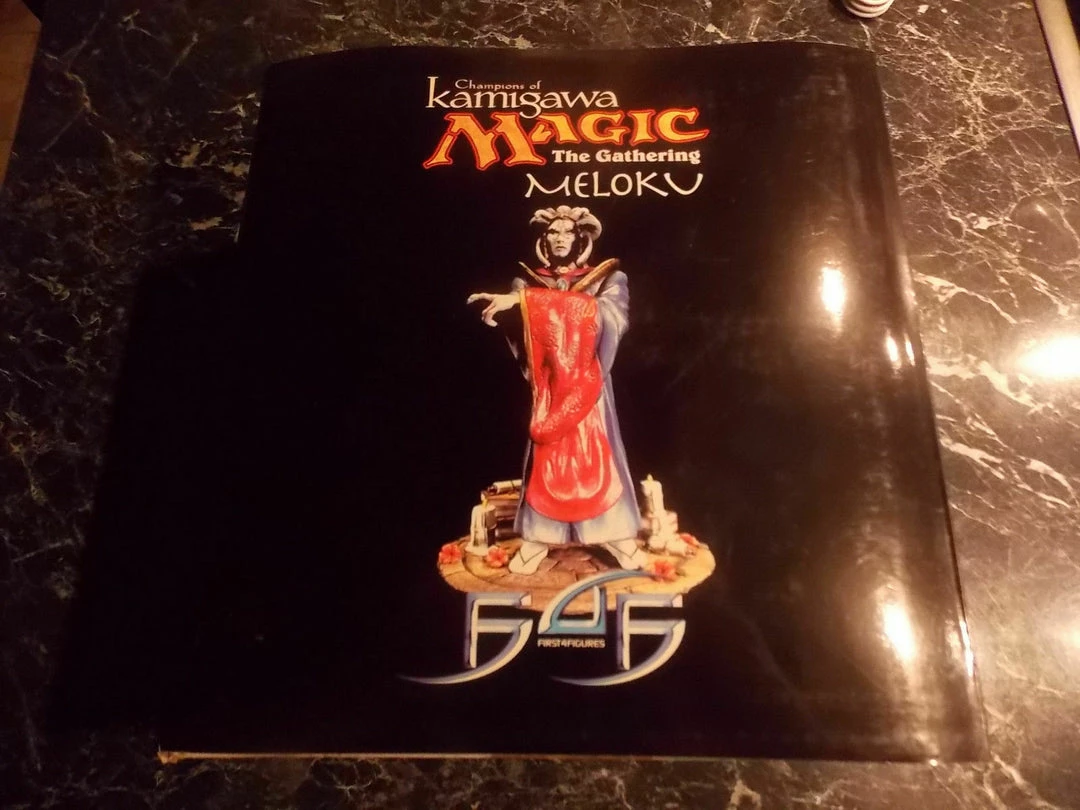 Champions of
kamigawa
MAGIC
The Gathering
MELOKU
F4F
FIRST4FIGURES